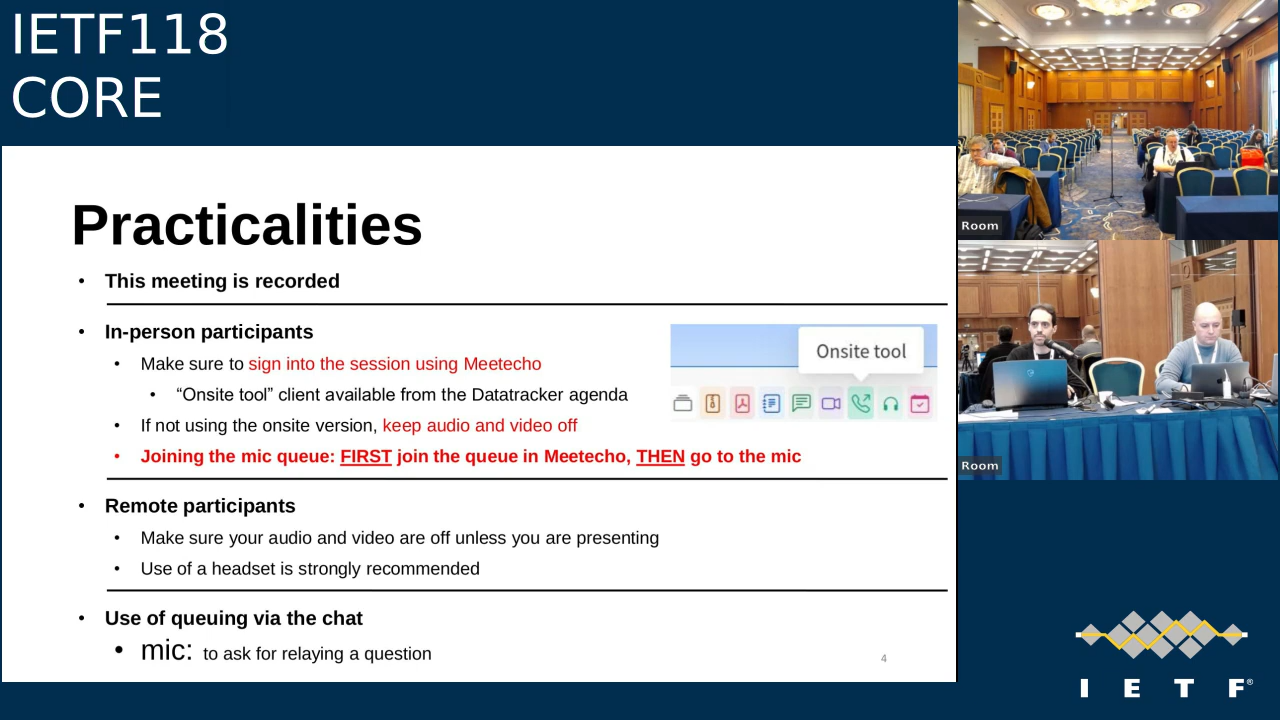 IETF118
CORE
Practicalities
• This meeting is recorded
• In-person participants
• Make sure to sign into the session using Meetecho
• “Onsite tool” client available from the Datatracker agenda
• If not using the onsite version, keep audio and video off
• Joining the mic queue: FIRST join the queue in Meetecho, THEN go to the mic
Onsite tool
• Remote participants
• Make sure your audio and video are off unless you are presenting
• Use of a headset is strongly recommended
• Use of queuing via the chat
• mic: to ask for relaying a question
4
Room
Room
I E T F®